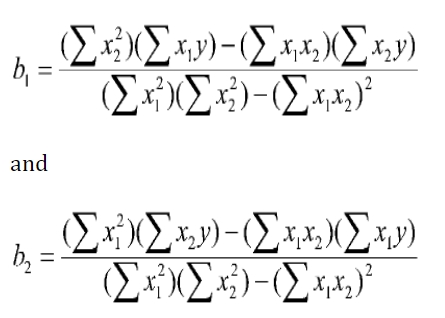 b₁ = (∑x₂²)(∑x₁y)−(∑x₁x₂)(∑x₂y) / (∑x₁²)(∑x₂²)−(∑x₁x₂)²
and
b₂ = (∑x₁²)(∑x₂y)−(∑x₁x₂)(∑x₁y) / (∑x₁²)(∑x₂²)−(∑x₁x₂)²